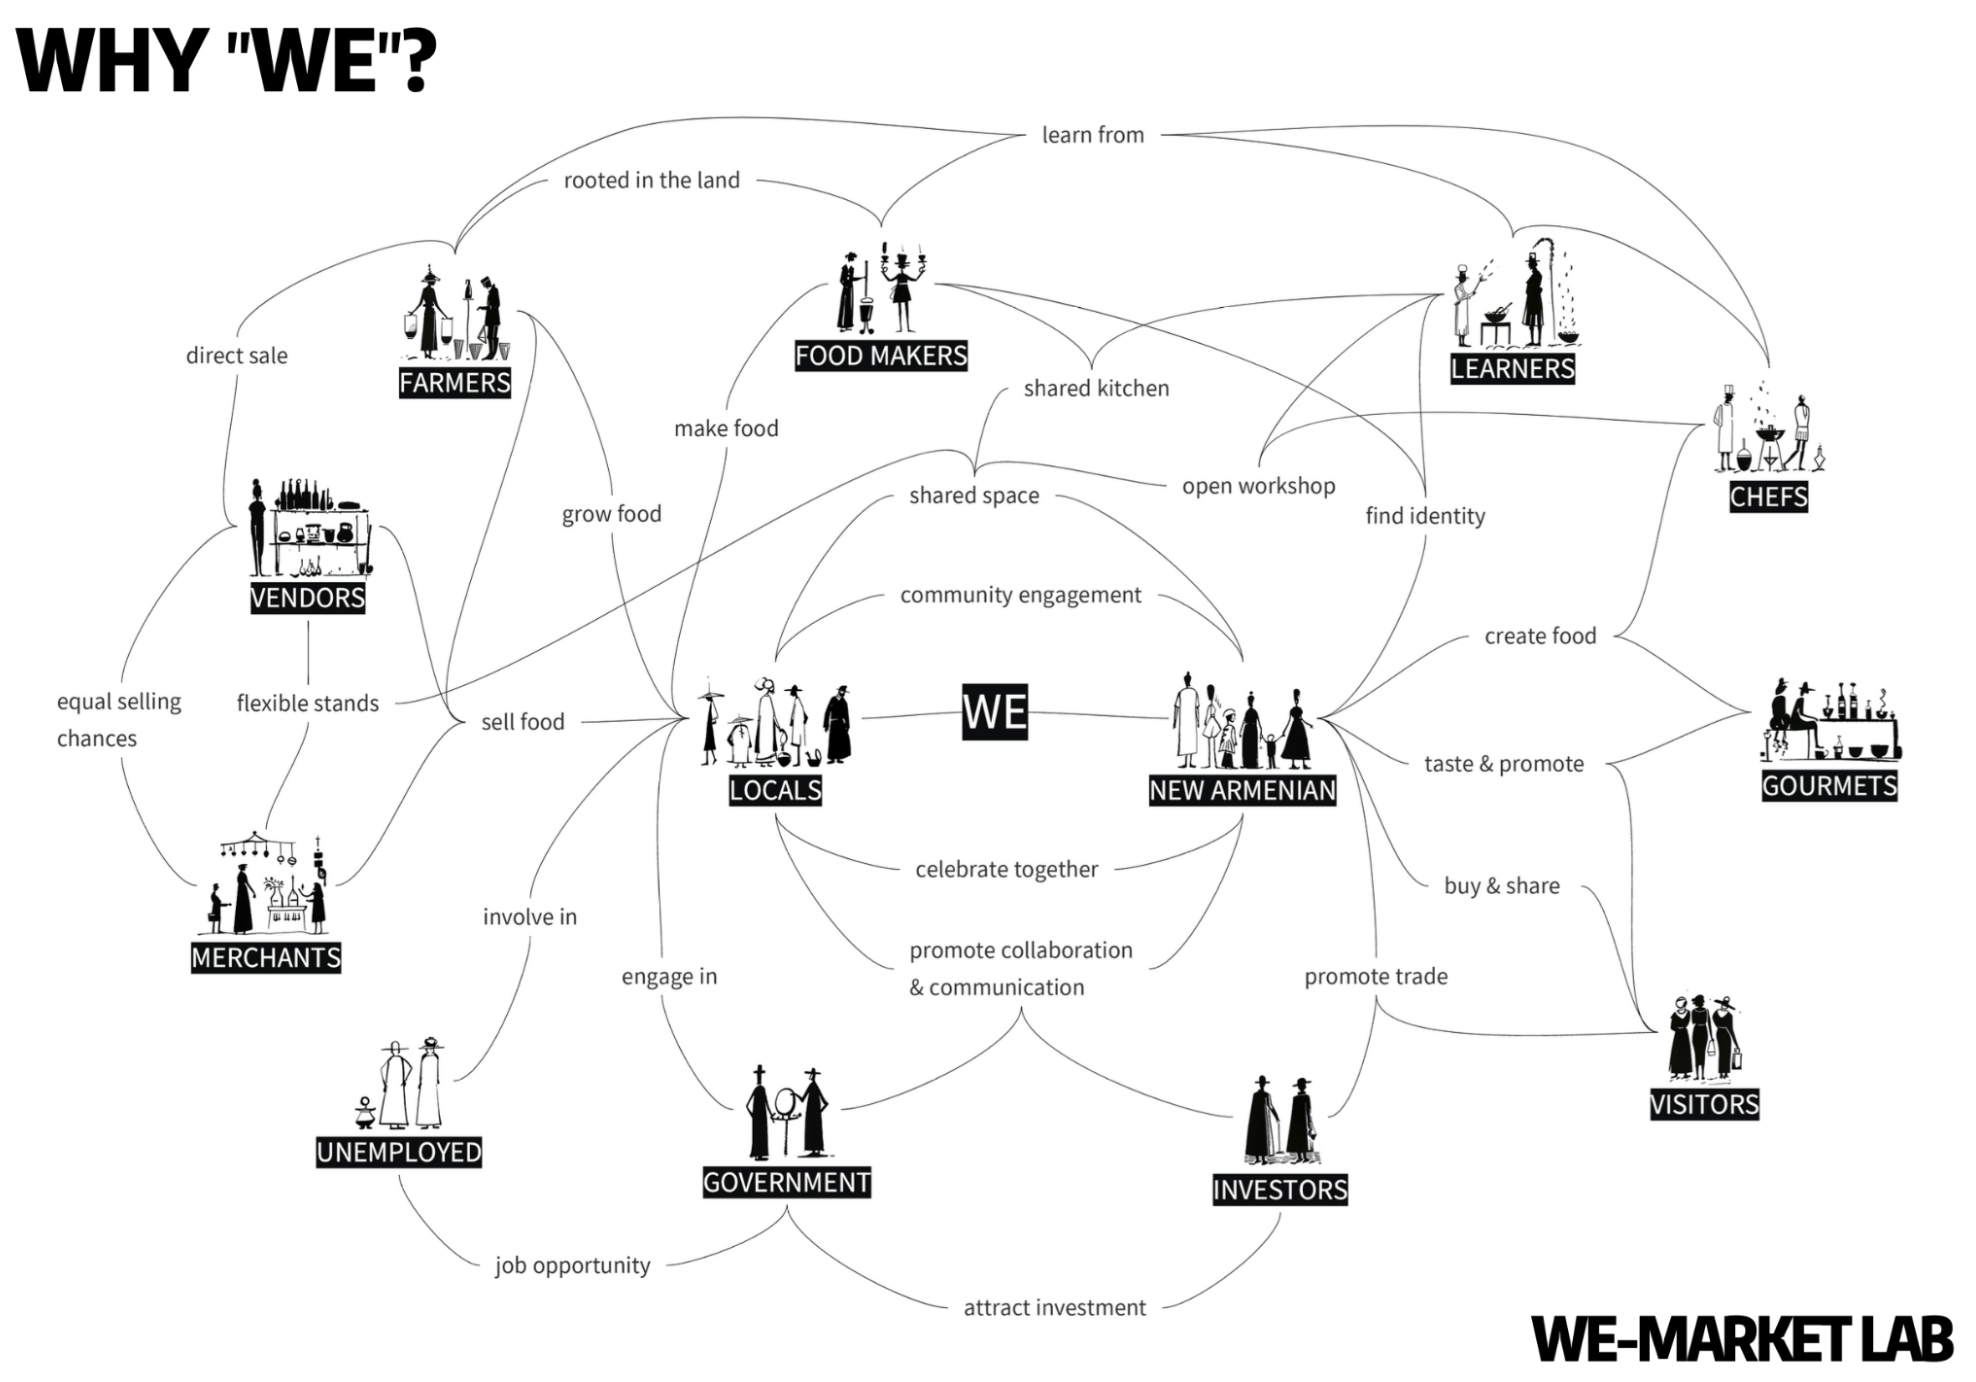 WHY "WE"?
learn from
rooted in the land
direct sale
FARMERS
FOOD MAKERS
LEARNERS
shared kitchen
make food
CHEFS
shared space
open workshop
grow food
find identity
VENDORS
community engagement
create food
equal selling
chances
flexible stands
sell food
WE
LOCALS
NEW ARMENIAN
taste & promote
GOURMETS
celebrate together
buy & share
involve in
MERCHANTS
engage in
promote collaboration
& communication
promote trade
VISITORS
UNEMPLOYED
GOVERNMENT
INVESTORS
job opportunity
attract investment
WE-MARKET LAB